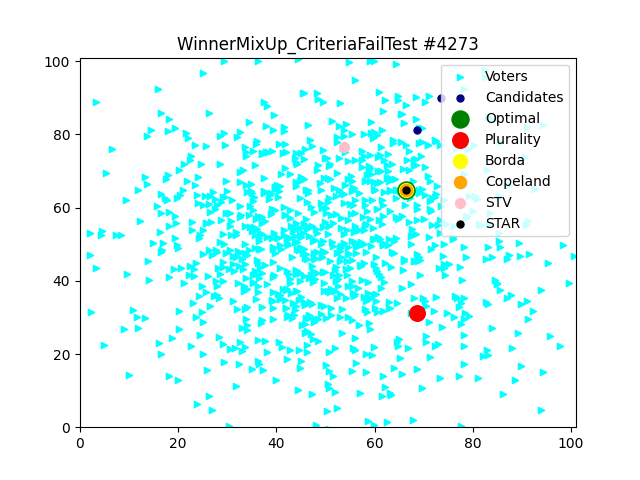 WinnerMixUp_CriteriaFailTest #4273
100
80
60
40
20
0
0 20 40 60 80 100
Voters
Candidates
Optimal
Plurality
Borda
Copeland
STV
STAR